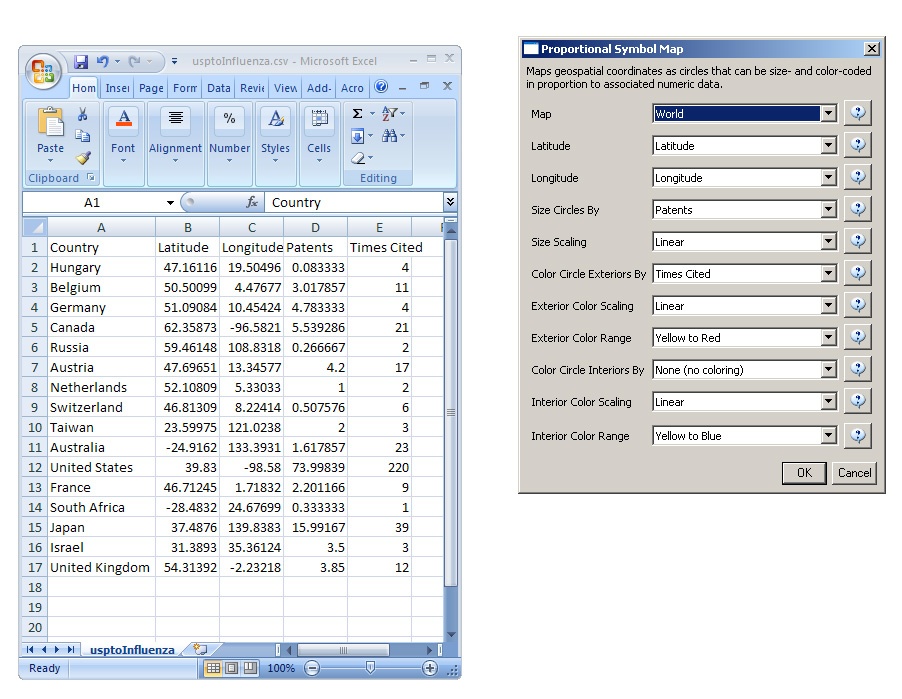 usptoInfluenza.csv - Microsoft Excel
Hom Inser Page Form Data Revie View Add- Acro
Paste Font Alignment Number Styles Cells
Clipboard Editing
A1 fx Country
A B C D E
1 Country Latitude Longitude Patents Times Cited
2 Hungary 47.16116 19.50496 0.083333 4
3 Belgium 50.50099 4.47677 3.017857 11
4 Germany 51.09084 10.45424 4.783333 4
5 Canada 62.35873 -96.5821 5.539286 21
6 Russia 59.46148 108.8318 0.266667 2
7 Austria 47.69651 13.34577 4.2 17
8 Netherlands 52.10809 5.33033 1 2
9 Switzerland 46.81309 8.22414 0.507576 6
10 Taiwan 23.59975 121.0238 2 3
11 Australia -24.9162 133.3931 1.617857 23
12 United States 39.83 -98.58 73.99839 220
13 France 46.71245 1.71832 2.201166 9
14 South Africa -28.4832 24.67699 0.333333 1
15 Japan 37.4876 139.8383 15.99167 39
16 Israel 31.3893 35.36124 3.5 3
17 United Kingdom 54.31392 -2.23218 3.85 12
18
19
20
usptoInfluenza
Ready 100%
Proportional Symbol Map
Maps geospatial coordinates as circles that can be size- and color-coded
in proportion to associated numeric data.
Map World
Latitude Latitude
Longitude Longitude
Size Circles By Patents
Size Scaling Linear
Color Circle Exteriors By Times Cited
Exterior Color Scaling Linear
Exterior Color Range Yellow to Red
Color Circle Interiors By None (no coloring)
Interior Color Scaling Linear
Interior Color Range Yellow to Blue
OK Cancel